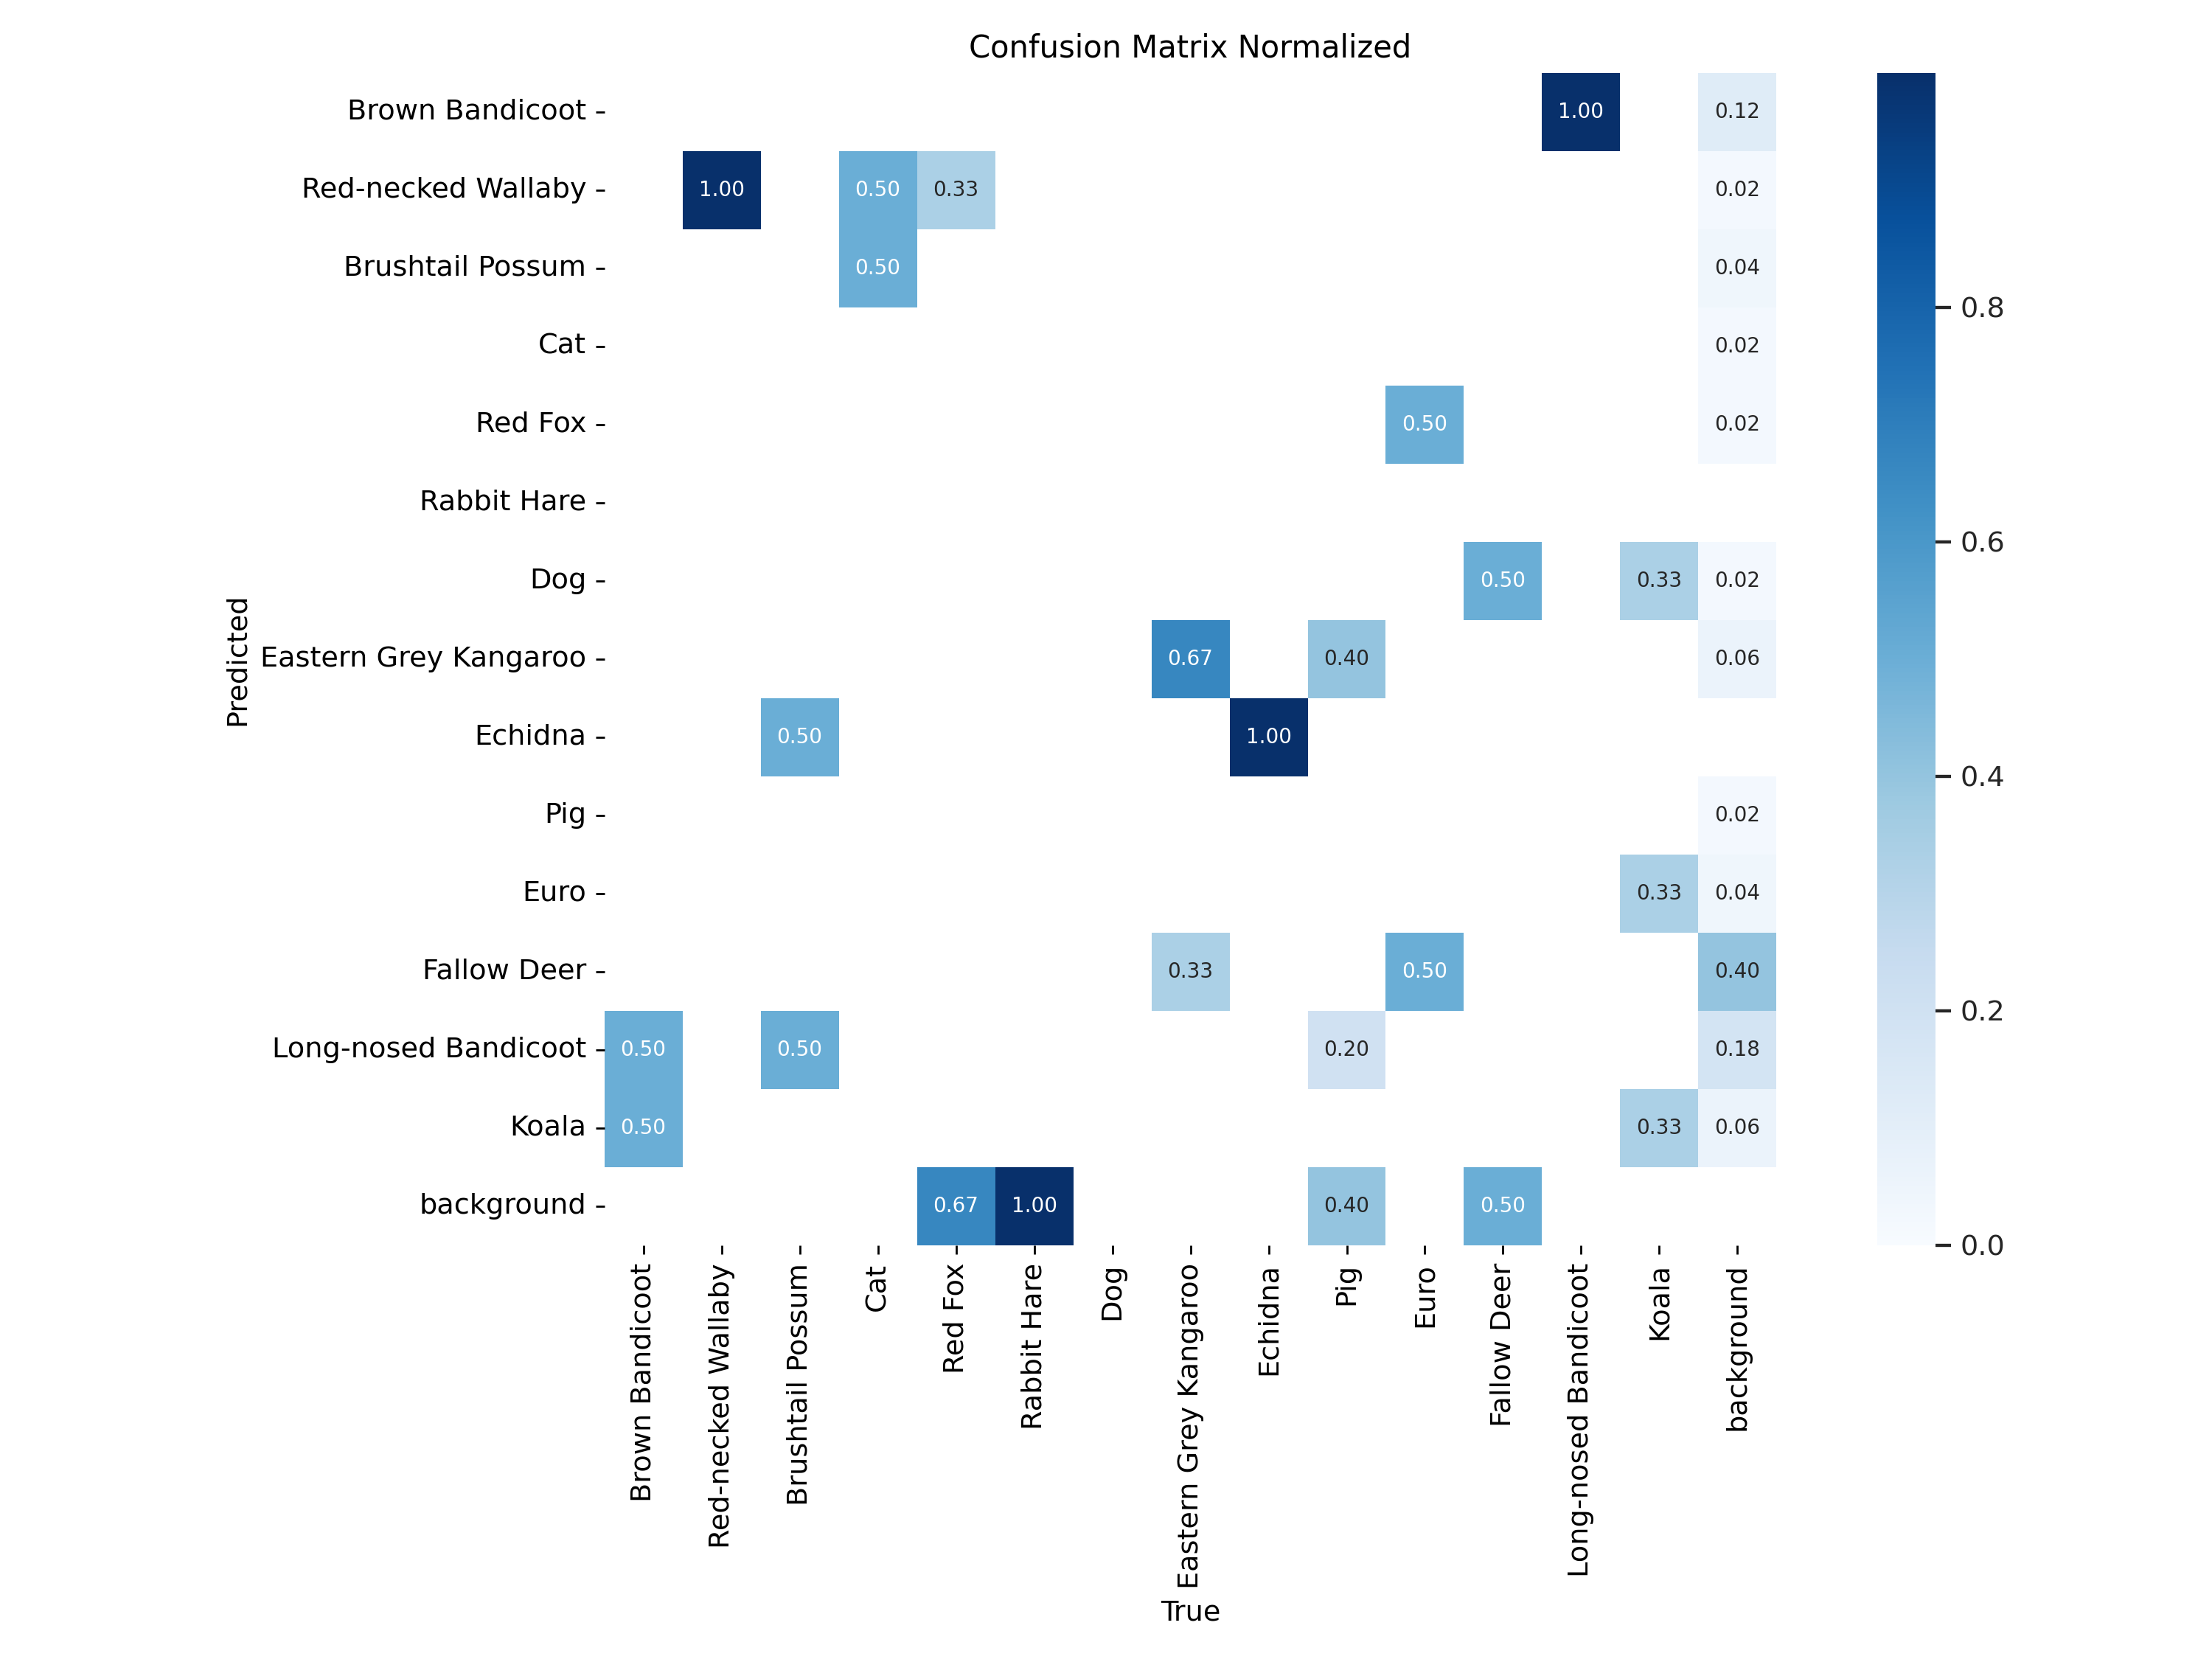 Confusion Matrix Normalized
Brown Bandicoot 1.00 0.12
Red-necked Wallaby 1.00 0.50 0.33 0.02
Brushtail Possum 0.50 0.04
Cat 0.02
Red Fox 0.50 0.02
Rabbit Hare
Dog 0.50 0.33 0.02
Predicted
Eastern Grey Kangaroo 0.67 0.40 0.06
Echidna 0.50 1.00
Pig 0.02
Euro 0.33 0.04
Fallow Deer 0.33 0.50 0.40
Long-nosed Bandicoot 0.50 0.50 0.20 0.18
Koala 0.50 0.33 0.06
background 0.67 1.00 0.40 0.50
Brown Bandicoot
Red-necked Wallaby
Brushtail Possum
Cat
Red Fox
Rabbit Hare
Dog
Eastern Grey Kangaroo
Echidna
Pig
Euro
Fallow Deer
Long-nosed Bandicoot
Koala
background
True
0.8
0.6
0.4
0.2
0.0